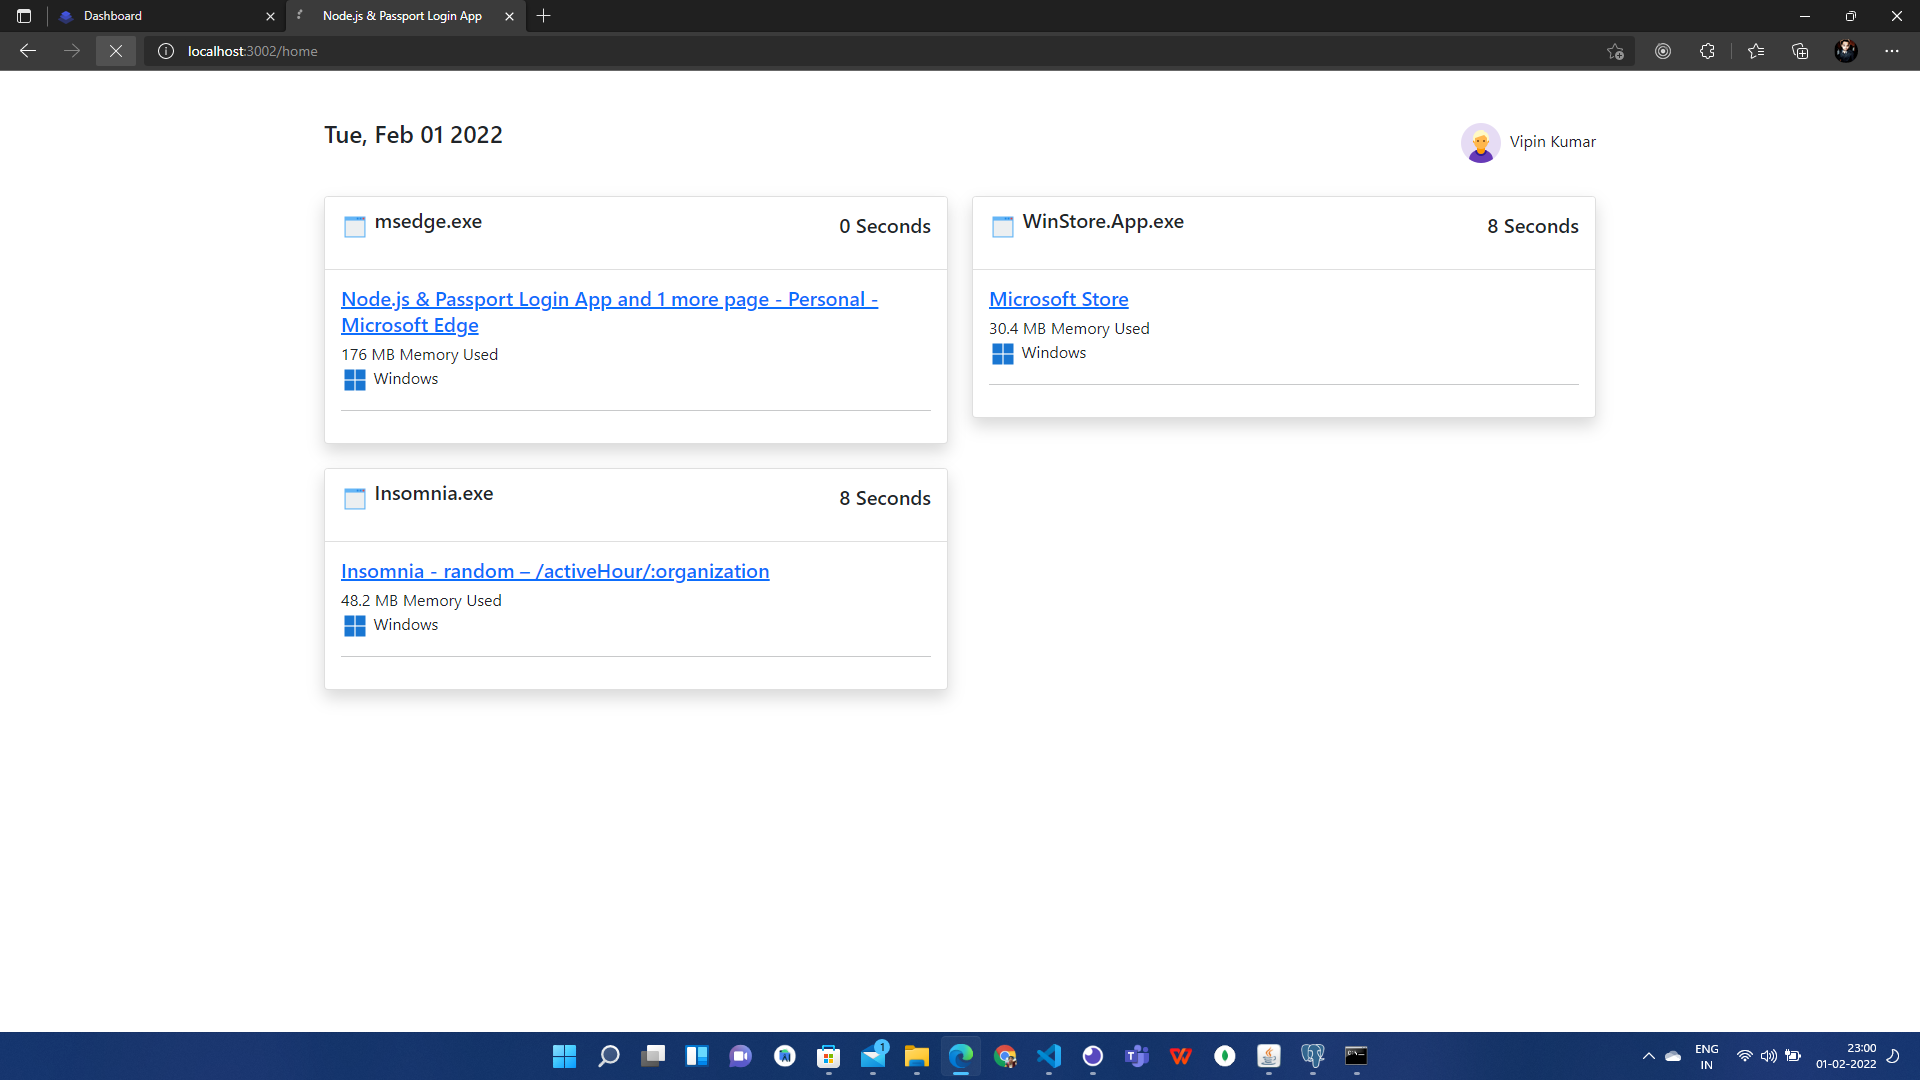 Dashboard
Node.js & Passport Login App
localhost:3002/home
Tue, Feb 01 2022
Vipin Kumar
msedge.exe
0 Seconds
Node.js & Passport Login App and 1 more page - Personal -
Microsoft Edge
176 MB Memory Used
Windows
WinStore.App.exe
8 Seconds
Microsoft Store
30.4 MB Memory Used
Windows
Insomnia.exe
8 Seconds
Insomnia - random – /activeHour/:organization
48.2 MB Memory Used
Windows
1
ENG
IN
23:00
01-02-2022